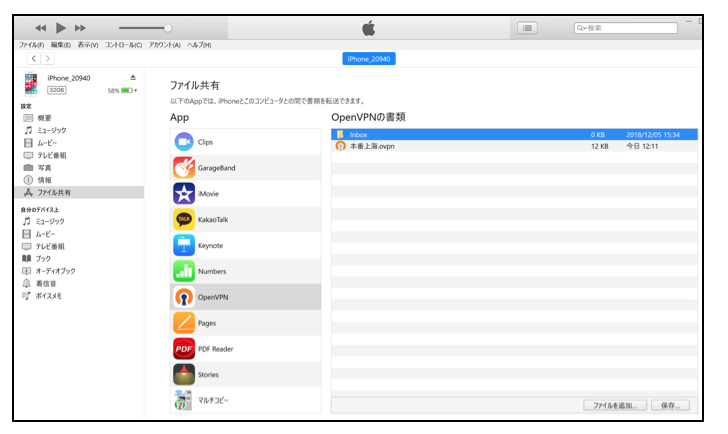 検索
ファイル(F) 編集(E) 表示(V) コントロール(C) アカウント(A) ヘルプ(H)
iPhone_20940
iPhone_20940
32GB 58%
設定
概要
ミュージック
ムービー
テレビ番組
写真
情報
ファイル共有
自分のデバイス上
ミュージック
ムービー
テレビ番組
ブック
オーディオブック
着信音
ボイスメモ
ファイル共有
以下のAppでは、iPhoneとこのコンピュータとの間で書類を転送できます。
App
Clips
GarageBand
iMovie
TALK KakaoTalk
Keynote
Numbers
OpenVPN
Pages
PDF PDF Reader
Stories
マルチコピー
OpenVPNの書類
Inbox 0 KB 2018/12/05 15:34
本番上海.ovpn 12 KB 今日 12:11
ファイルを追加... 保存...